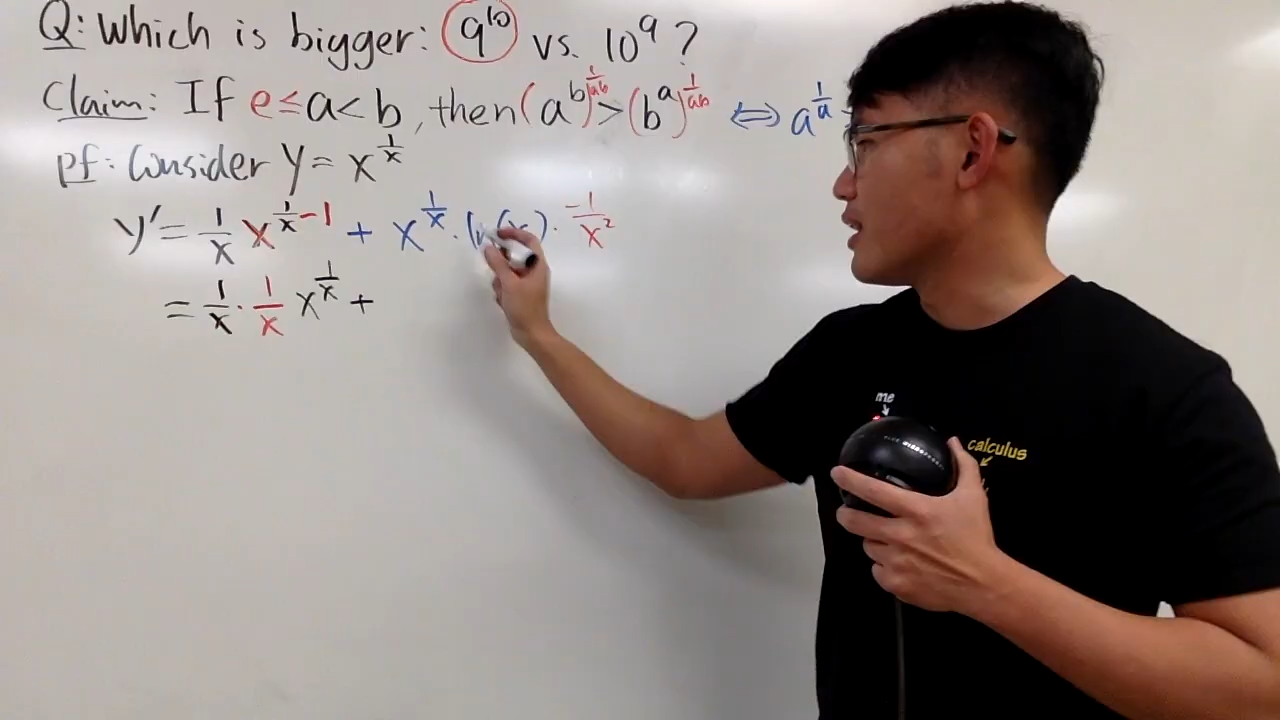 Q: Which is bigger: 9^10 vs. 10^9 ?
Claim: If e ≤ a < b, then (a^b)^(1/ab) > (b^a)^(1/ab) ⇔ a^(1/a)
pf: Consider y = x^(1/x)
y' = 1/x x^(1/x - 1) + x^(1/x) · ln(x) · -1/x^2
= 1/x · 1/x x^(1/x) +
me
calculus